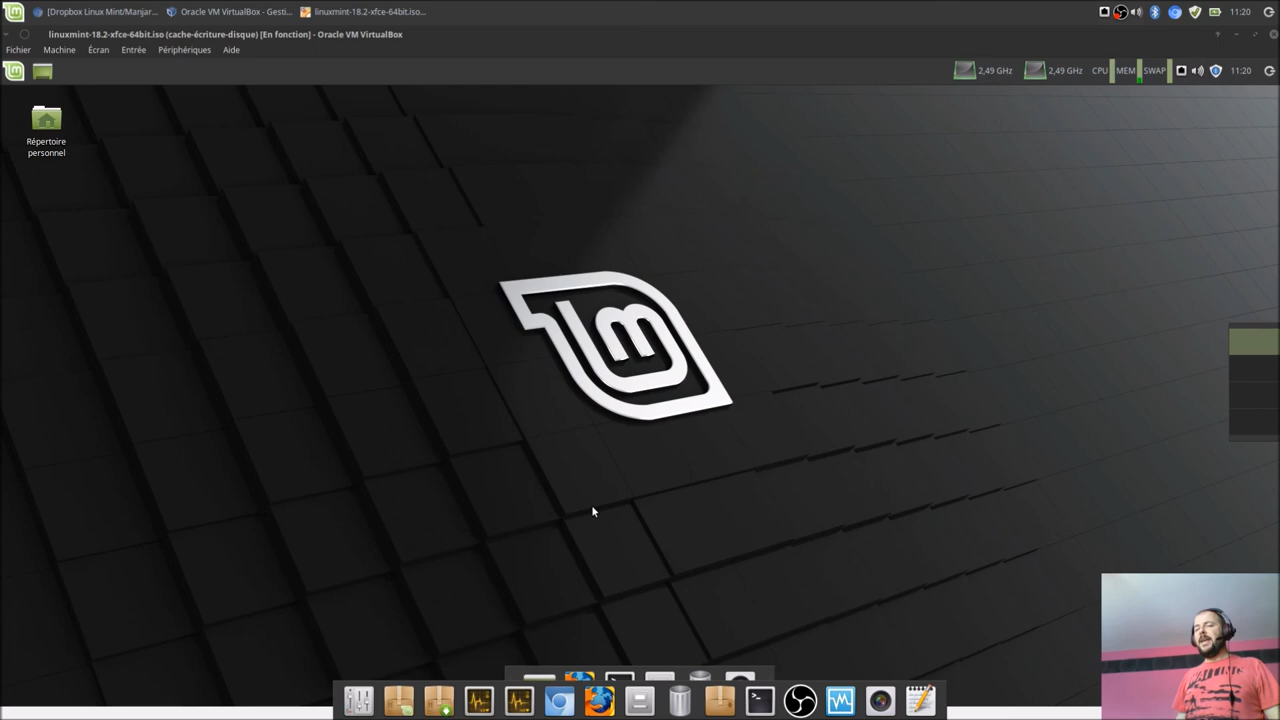 [Dropbox Linux Mint/Manjar...
Oracle VM VirtualBox - Gesti...
linuxmint-18.2-xfce-64bit.iso...
11:20
linuxmint-18.2-xfce-64bit.iso (cache-écriture-disque) [En fonction] - Oracle VM VirtualBox
Fichier Machine Écran Entrée Périphériques Aide
2,49 GHz 2,49 GHz CPU MEM SWAP 11:20
Répertoire
personnel